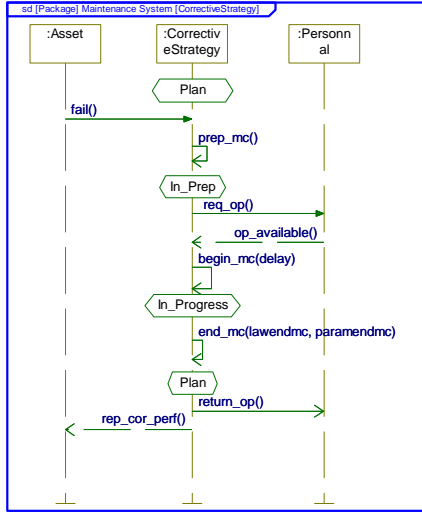 sd [Package] Maintenance System [CorrectiveStrategy]
:Asset
:Correctiv
eStrategy
:Personn
al
Plan
fail()
prep_mc()
In_Prep
req_op()
op_available()
begin_mc(delay)
In_Progress
end_mc(lawendmc, paramendmc)
Plan
return_op()
rep_cor_perf()